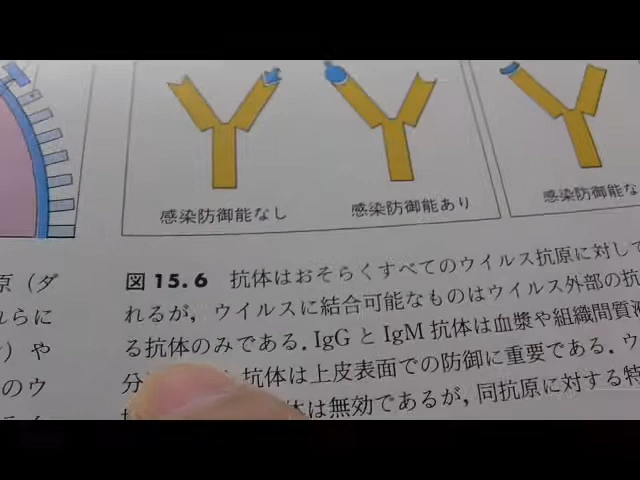 感染防御能なし
感染防御能あり
感染防御能な
図 15.6 抗体はおそらくすべてのウイルス抗原に対して
れるが，ウイルスに結合可能なものはウイルス外部の抗
る抗体のみである．IgG と IgM 抗体は血漿や組織間質液
分 抗体は上皮表面での防御に重要である．ウ
体は無効であるが，同抗原に対する特
原（ダ
れらに
）や
のウ